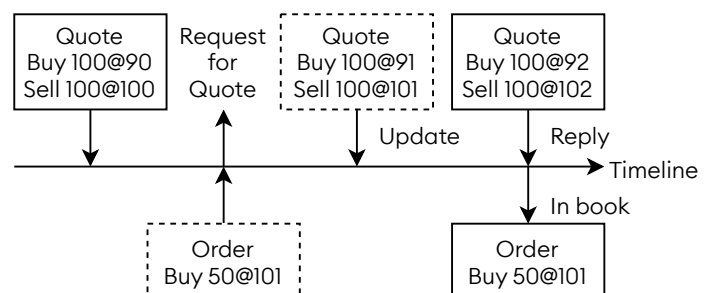 Quote
Buy 100@90
Sell 100@100
Request
for
Quote
Quote
Buy 100@91
Sell 100@101
Quote
Buy 100@92
Sell 100@102
Update
Reply
Timeline
In book
Order
Buy 50@101
Order
Buy 50@101